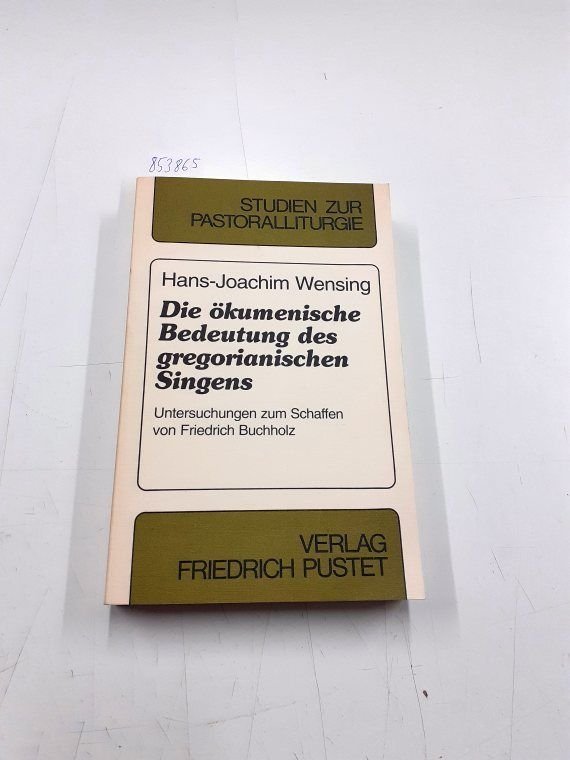 853865
STUDIEN ZUR
PASTORALLITURGIE
Hans-Joachim Wensing
Die ökumenische
Bedeutung des
gregorianischen
Singens
Untersuchungen zum Schaffen
von Friedrich Buchholz
VERLAG
FRIEDRICH PUSTET